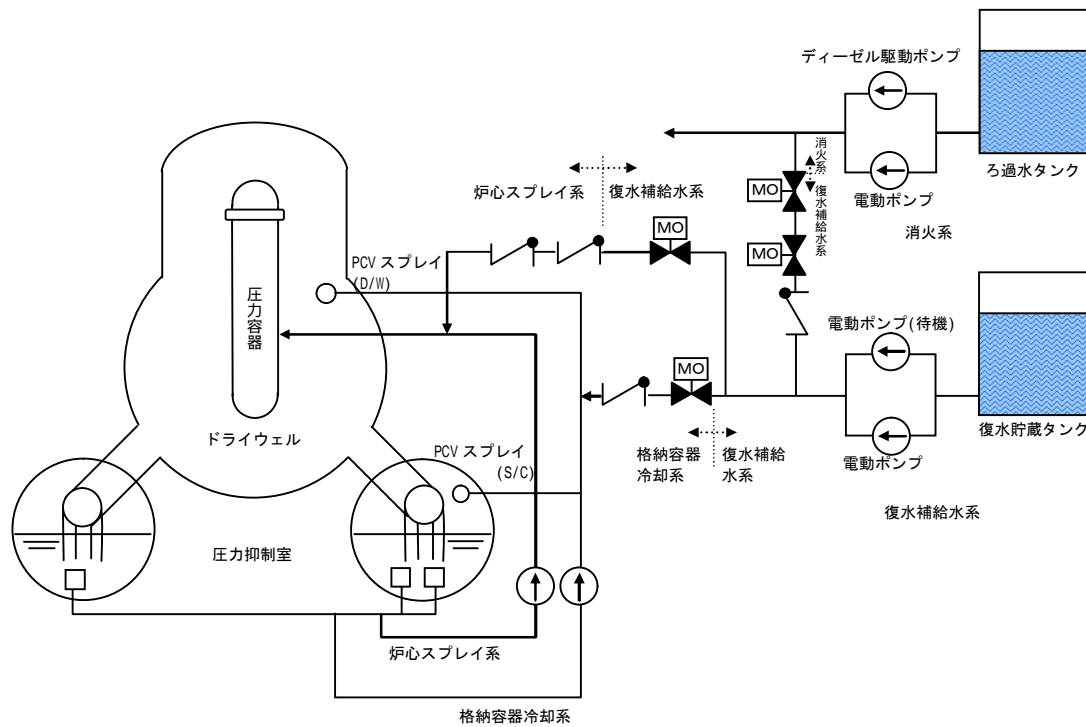 ディーゼル駆動ポンプ
ろ過水タンク
電動ポンプ
消火系
消火系
復水補給水系
MO
MO
炉心スプレイ系
復水補給水系
MO
PCV スプレイ
(D/W)
圧力容器
電動ポンプ(待機)
MO
復水貯蔵タンク
電動ポンプ
ドライウェル
PCV スプレイ
(S/C)
格納容器
冷却系
復水補給
水系
復水補給水系
圧力抑制室
炉心スプレイ系
格納容器冷却系